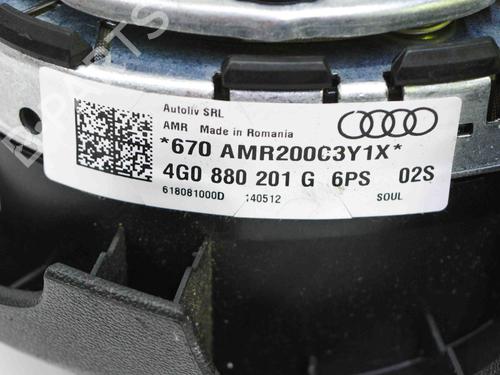 Autoliv SRL
AMR Made in Romania
*670 AMR200C3Y1X*
4G0 880 201 G 6PS 02S
618081000D 140512 SOUL